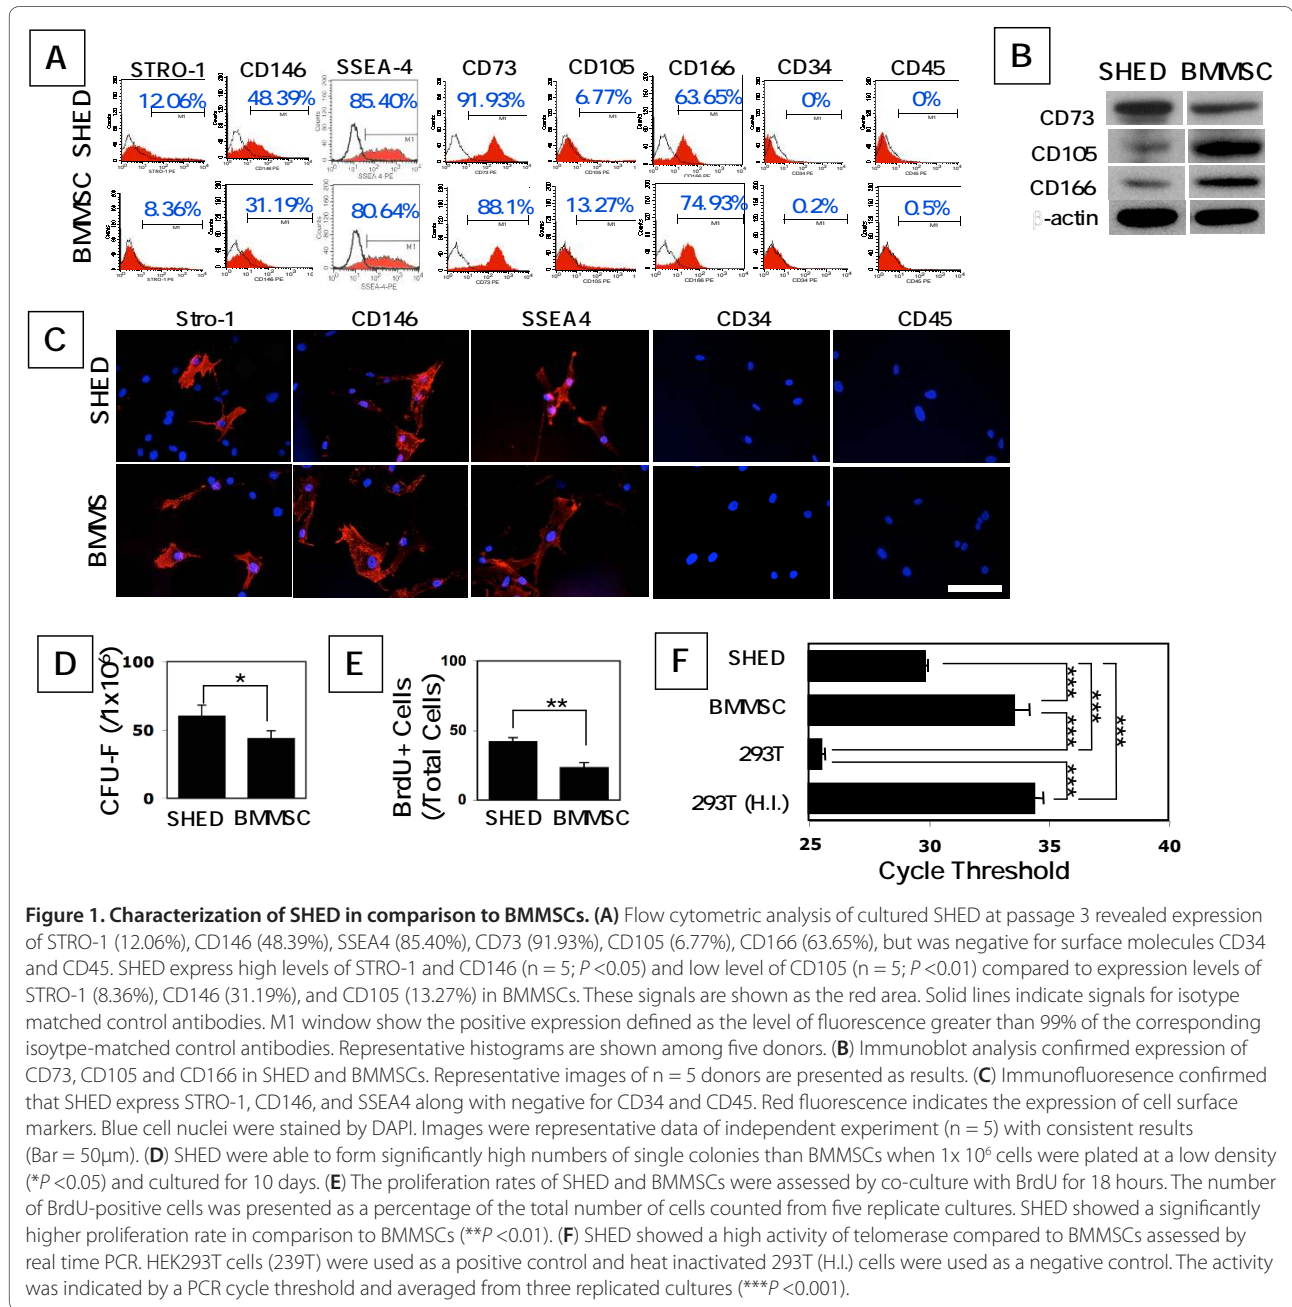 A
STRO-1 CD146 SSEA-4 CD73 CD105 CD166 CD34 CD45
SHED
12.06% 48.39% 85.40% 91.93% 6.77% 63.65% 0% 0%
BMMSC
8.36% 31.19% 80.64% 88.1% 13.27% 74.93% 0.2% 0.5%
B
SHED BMMSC
CD73
CD105
CD166
β-actin
C
Stro-1 CD146 SSEA4 CD34 CD45
SHED
BMMS
D
CFU-F (/1x10⁶)
100
50
0
*
SHED BMMSC
E
BrdU+ Cells
(/Total Cells)
100
50
0
**
SHED BMMSC
F
SHED
BMMSC
293T
293T (H.I.)
*** *** *** *** ***
25 30 35 40
Cycle Threshold
Figure 1. Characterization of SHED in comparison to BMMSCs. (A) Flow cytometric analysis of cultured SHED at passage 3 revealed expression
of STRO-1 (12.06%), CD146 (48.39%), SSEA4 (85.40%), CD73 (91.93%), CD105 (6.77%), CD166 (63.65%), but was negative for surface molecules CD34
and CD45. SHED express high levels of STRO-1 and CD146 (n = 5; P <0.05) and low level of CD105 (n = 5; P <0.01) compared to expression levels of
STRO-1 (8.36%), CD146 (31.19%), and CD105 (13.27%) in BMMSCs. These signals are shown as the red area. Solid lines indicate signals for isotype
matched control antibodies. M1 window show the positive expression defined as the level of fluorescence greater than 99% of the corresponding
isoytpe-matched control antibodies. Representative histograms are shown among five donors. (B) Immunoblot analysis confirmed expression of
CD73, CD105 and CD166 in SHED and BMMSCs. Representative images of n = 5 donors are presented as results. (C) Immunofluoresence confirmed
that SHED express STRO-1, CD146, and SSEA4 along with negative for CD34 and CD45. Red fluorescence indicates the expression of cell surface
markers. Blue cell nuclei were stained by DAPI. Images were representative data of independent experiment (n = 5) with consistent results
(Bar = 50μm). (D) SHED were able to form significantly high numbers of single colonies than BMMSCs when 1x 10⁶ cells were plated at a low density
(*P <0.05) and cultured for 10 days. (E) The proliferation rates of SHED and BMMSCs were assessed by co-culture with BrdU for 18 hours. The number
of BrdU-positive cells was presented as a percentage of the total number of cells counted from five replicate cultures. SHED showed a significantly
higher proliferation rate in comparison to BMMSCs (**P <0.01). (F) SHED showed a high activity of telomerase compared to BMMSCs assessed by
real time PCR. HEK293T cells (239T) were used as a positive control and heat inactivated 293T (H.I.) cells were used as a negative control. The activity
was indicated by a PCR cycle threshold and averaged from three replicated cultures (***P <0.001).